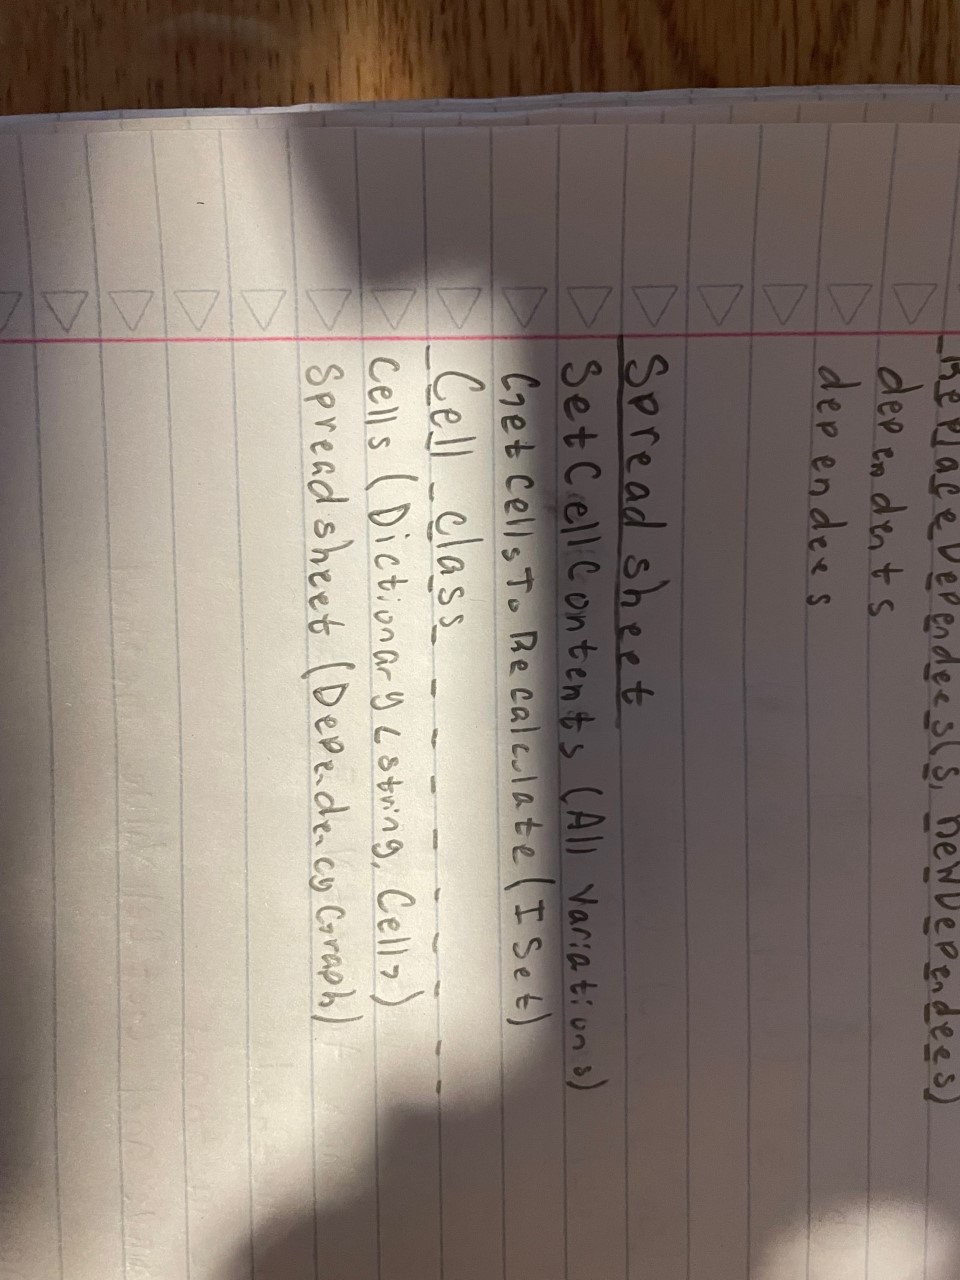 ReplaceDependees(s, newDependees)
dependents
dependees
Spreadsheet
SetCellContents (All variations)
GetCellsToRecalculate (ISet)
Cell class
Cells (Dictionary<string, Cell>)
Spreadsheet (DependencyGraph)